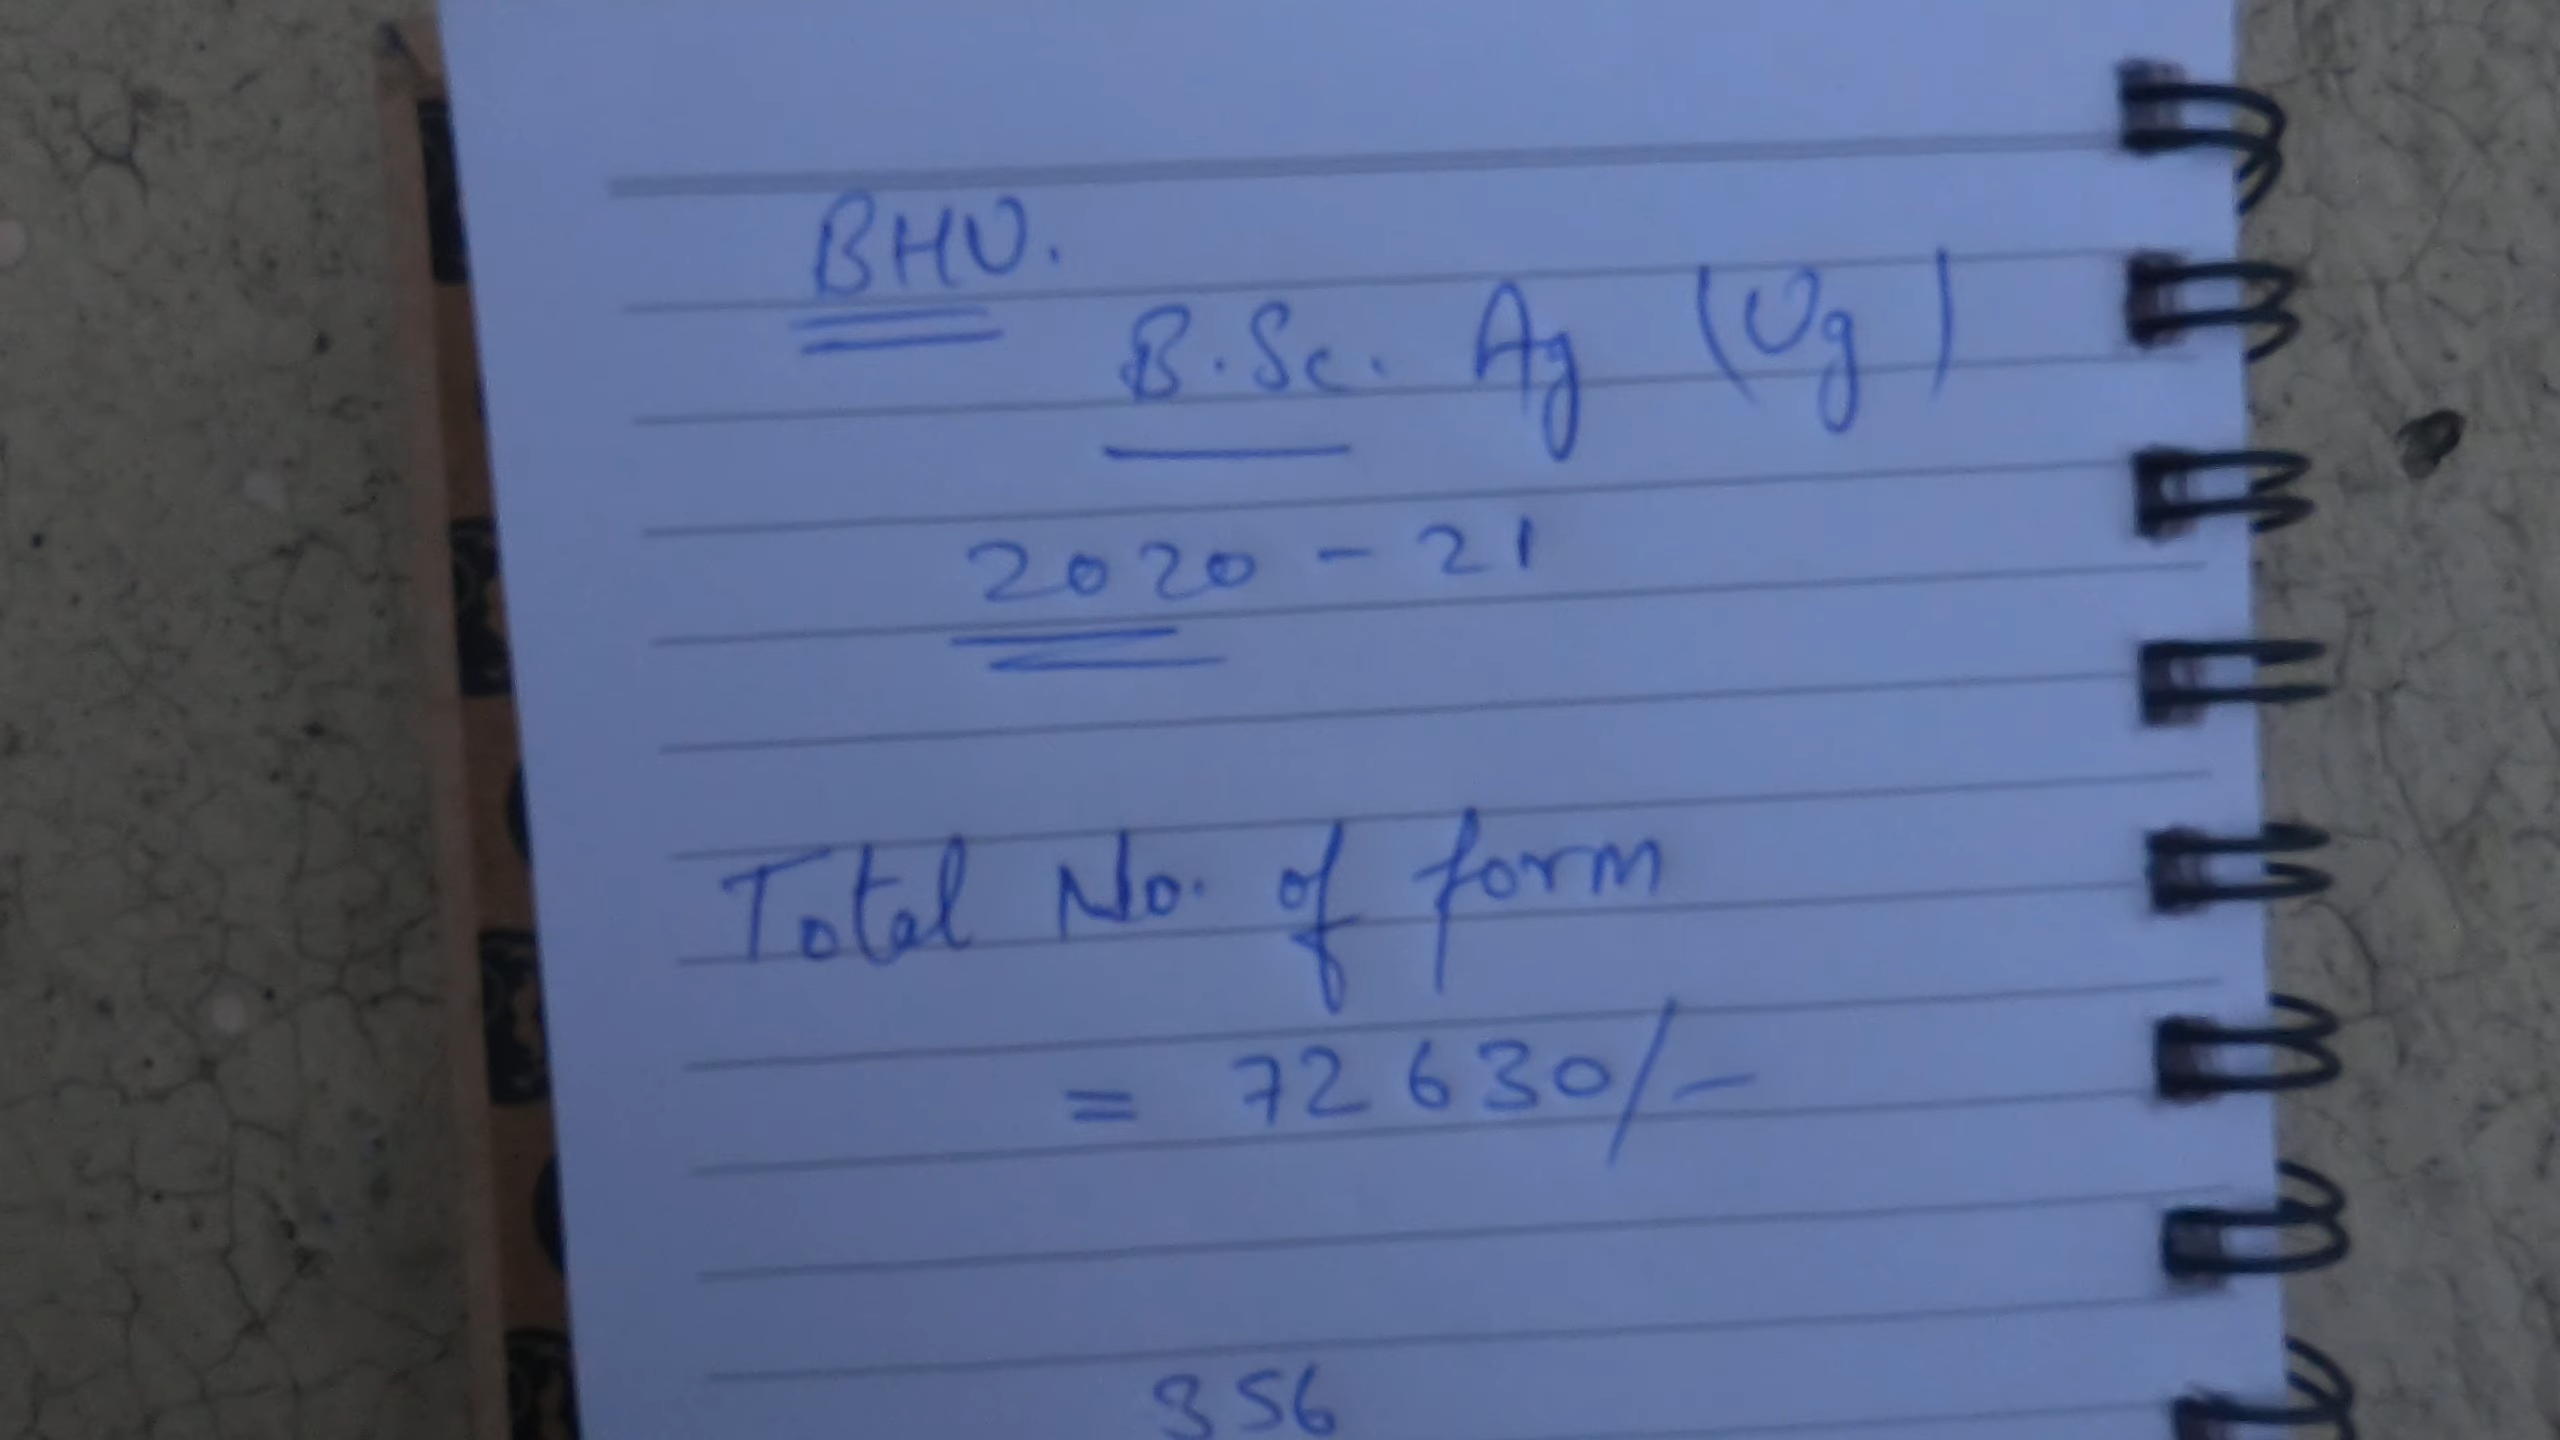 BHU.
B.Sc. Ag (Ug)
2020 - 21
Total No. of form
= 72630/-
356